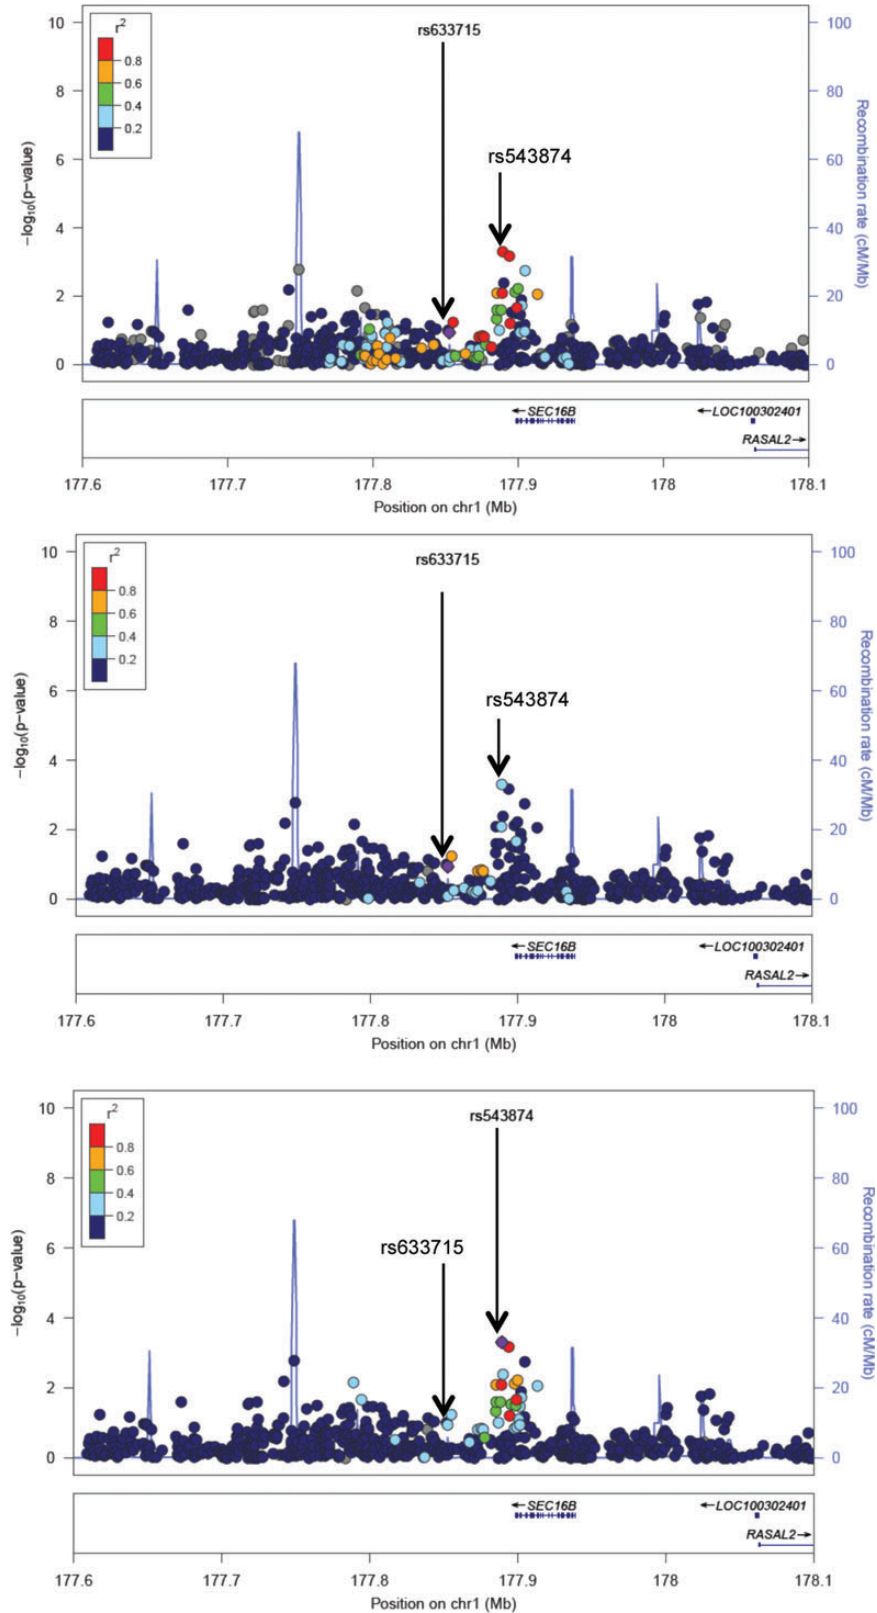 r²
0.8
0.6
0.4
0.2
rs633715
rs543874
10
8
6
4
2
0
−log₁₀(p−value)
100
80
60
40
20
0
Recombination rate (cM/Mb)
←SEC16B
←LOC100302401
RASAL2→
177.6
177.7
177.8
177.9
178
178.1
Position on chr1 (Mb)
r²
0.8
0.6
0.4
0.2
rs633715
rs543874
10
8
6
4
2
0
−log₁₀(p−value)
100
80
60
40
20
0
Recombination rate (cM/Mb)
←SEC16B
←LOC100302401
RASAL2→
177.6
177.7
177.8
177.9
178
178.1
Position on chr1 (Mb)
r²
0.8
0.6
0.4
0.2
rs543874
rs633715
10
8
6
4
2
0
−log₁₀(p−value)
100
80
60
40
20
0
Recombination rate (cM/Mb)
←SEC16B
←LOC100302401
RASAL2→
177.6
177.7
177.8
177.9
178
178.1
Position on chr1 (Mb)